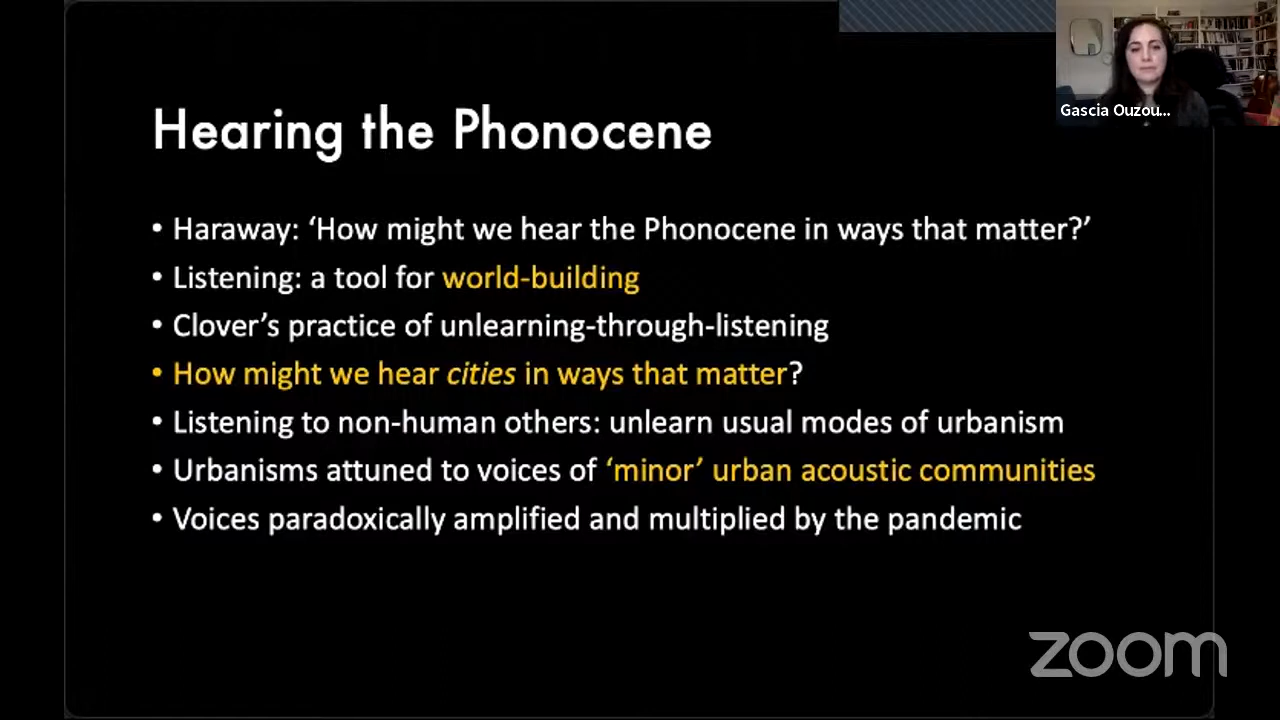 Gascia Ouzou...
Hearing the Phonocene
• Haraway: ‘How might we hear the Phonocene in ways that matter?’
• Listening: a tool for world-building
• Clover’s practice of unlearning-through-listening
• How might we hear cities in ways that matter?
• Listening to non-human others: unlearn usual modes of urbanism
• Urbanisms attuned to voices of ‘minor’ urban acoustic communities
• Voices paradoxically amplified and multiplied by the pandemic
zoom